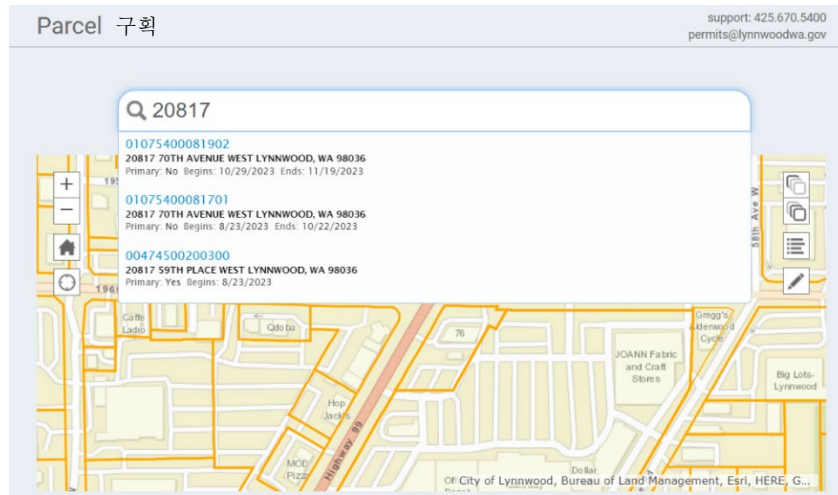 Parcel 구획
support: 425.670.5400
permits@lynnwoodwa.gov
20817
01075400081902
20817 70TH AVENUE WEST LYNNWOOD, WA 98036
Primary: No Begins: 10/29/2023 Ends: 11/19/2023
01075400081701
20817 70TH AVENUE WEST LYNNWOOD, WA 98036
Primary: No Begins: 8/23/2023 Ends: 10/22/2023
00474500200300
20817 59TH PLACE WEST LYNNWOOD, WA 98036
Primary: Yes Begins: 8/23/2023
58th Ave W
Caffe
Ladro
Qdoba
76
Gregg's
Alderwood
Cycle
JOANN Fabric
and Craft
Stores
Big Lots-
Lynnwood
Hop
Jack's
Highway 99
MOD
Pizza
Dollar
City of Lynnwood, Bureau of Land Management, Esri, HERE, G...